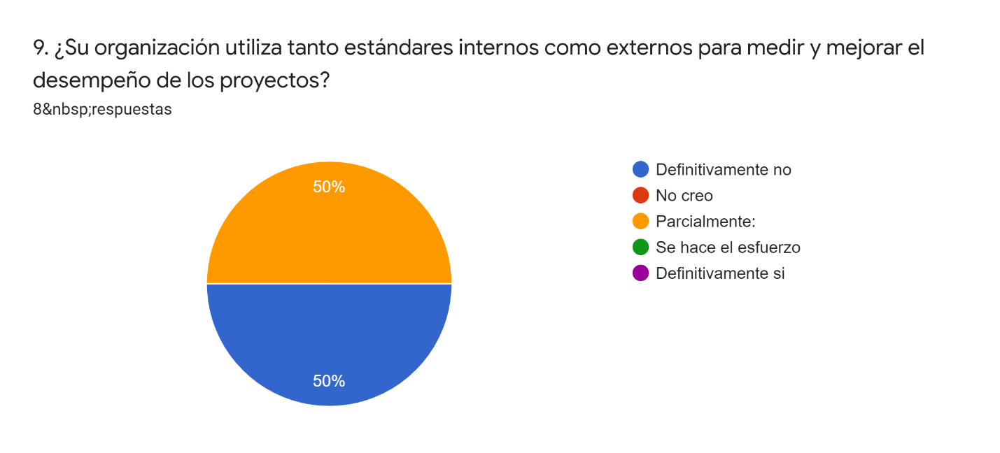 9. ¿Su organización utiliza tanto estándares internos como externos para medir y mejorar el
desempeño de los proyectos?
8&nbsp;respuestas
50%
50%
Definitivamente no
No creo
Parcialmente:
Se hace el esfuerzo
Definitivamente si